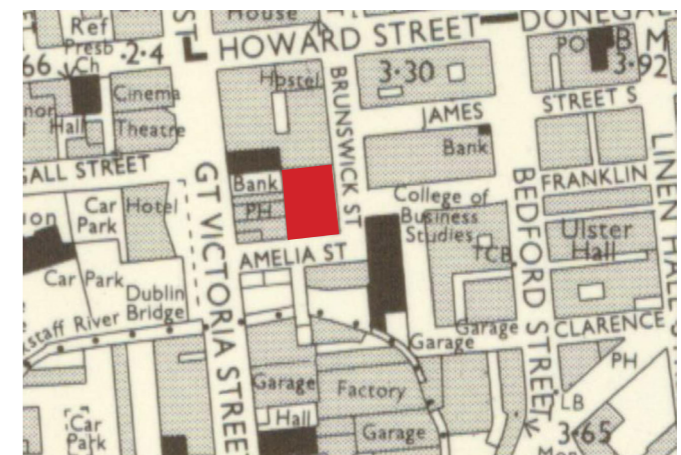 House
Ref
Presb
Ch
2·4
66
ST
HOWARD STREET
DONEGAL
PO
B M
3·92
Cinema
Hall
Theatre
Hostel
BRUNSWICK ST
3·30
JAMES
STREET S
Bank
LINEN HALL
GALL STREET
GT VICTORIA STREET
Bank
PH
FRANKLIN
Car
Park
Hotel
College of
Business
Studies
TCB
BEDFORD STREET
Ulster
Hall
AMELIA ST
Car Park
Dublin
Bridge
kstaff River
Garage
Garage
CLARENCE
PH
Garage
Factory
Hall
Garage
LB
3·65
Car
Park